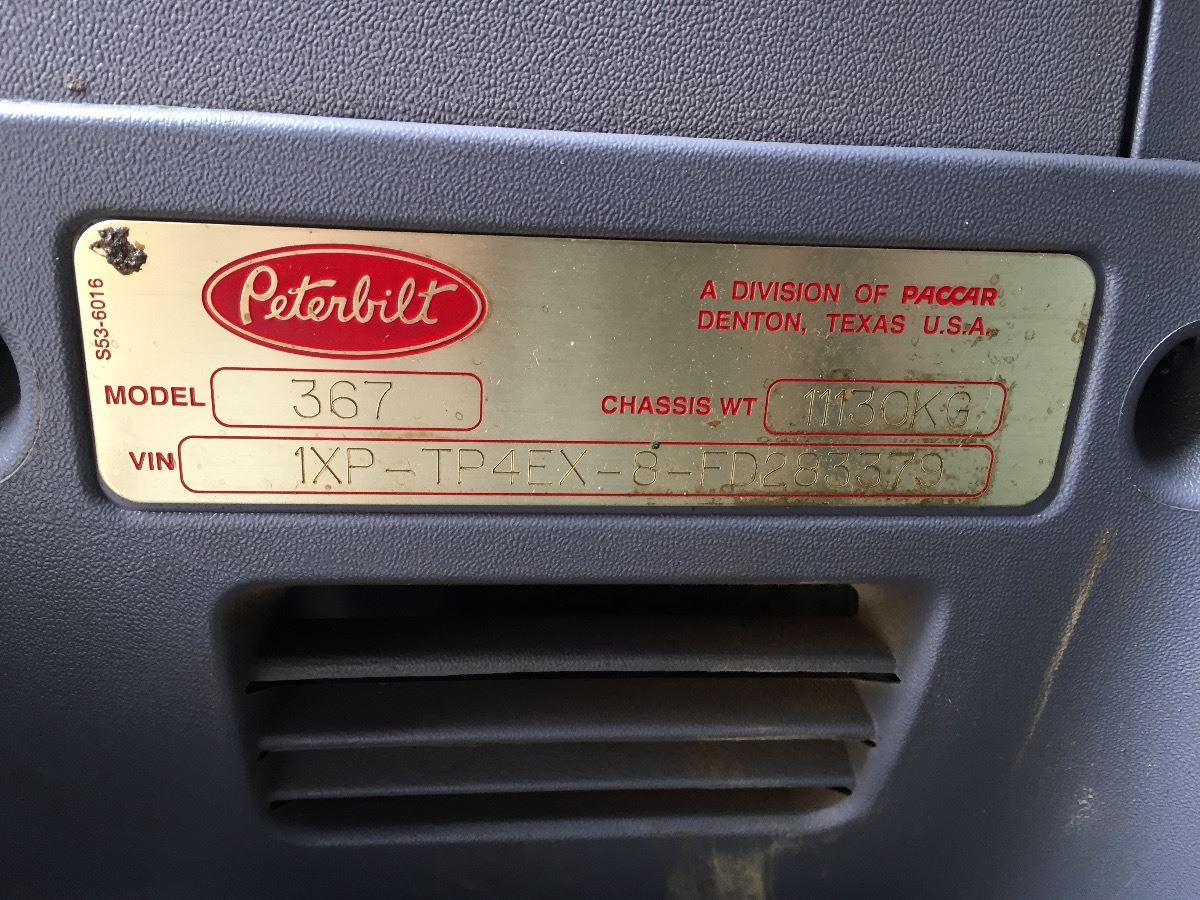 S53-6016
Peterbilt
A DIVISION OF PACCAR
DENTON, TEXAS U.S.A.
MODEL 367
CHASSIS WT 11130KG
VIN 1XP-TP4EX-8-FD283379